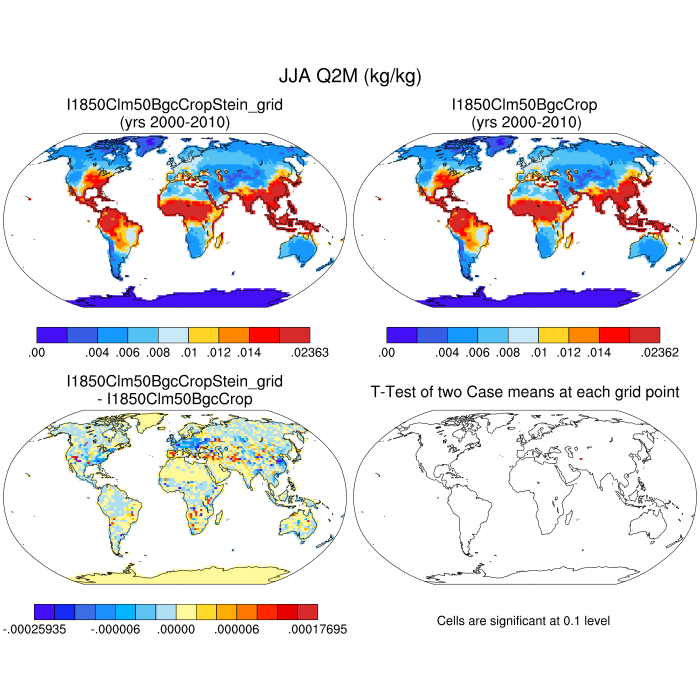 JJA Q2M (kg/kg)
I1850Clm50BgcCropStein_grid
(yrs 2000-2010)
I1850Clm50BgcCrop
(yrs 2000-2010)
.00 .004 .006 .008 .01 .012 .014 .02363
.00 .004 .006 .008 .01 .012 .014 .02362
I1850Clm50BgcCropStein_grid
- I1850Clm50BgcCrop
T-Test of two Case means at each grid point
-.00025935 -.000006 .00000 .000006 .00017695
Cells are significant at 0.1 level